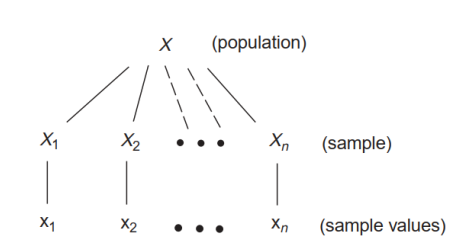 X (population)
X₁ X₂ • • • Xₙ (sample)
x₁ x₂ • • • xₙ (sample values)